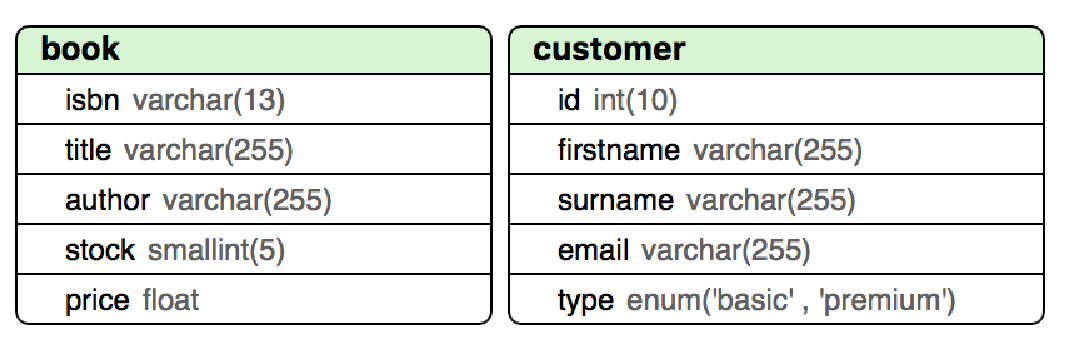 book
isbn varchar(13)
title varchar(255)
author varchar(255)
stock smallint(5)
price float
customer
id int(10)
firstname varchar(255)
surname varchar(255)
email varchar(255)
type enum('basic' , 'premium')